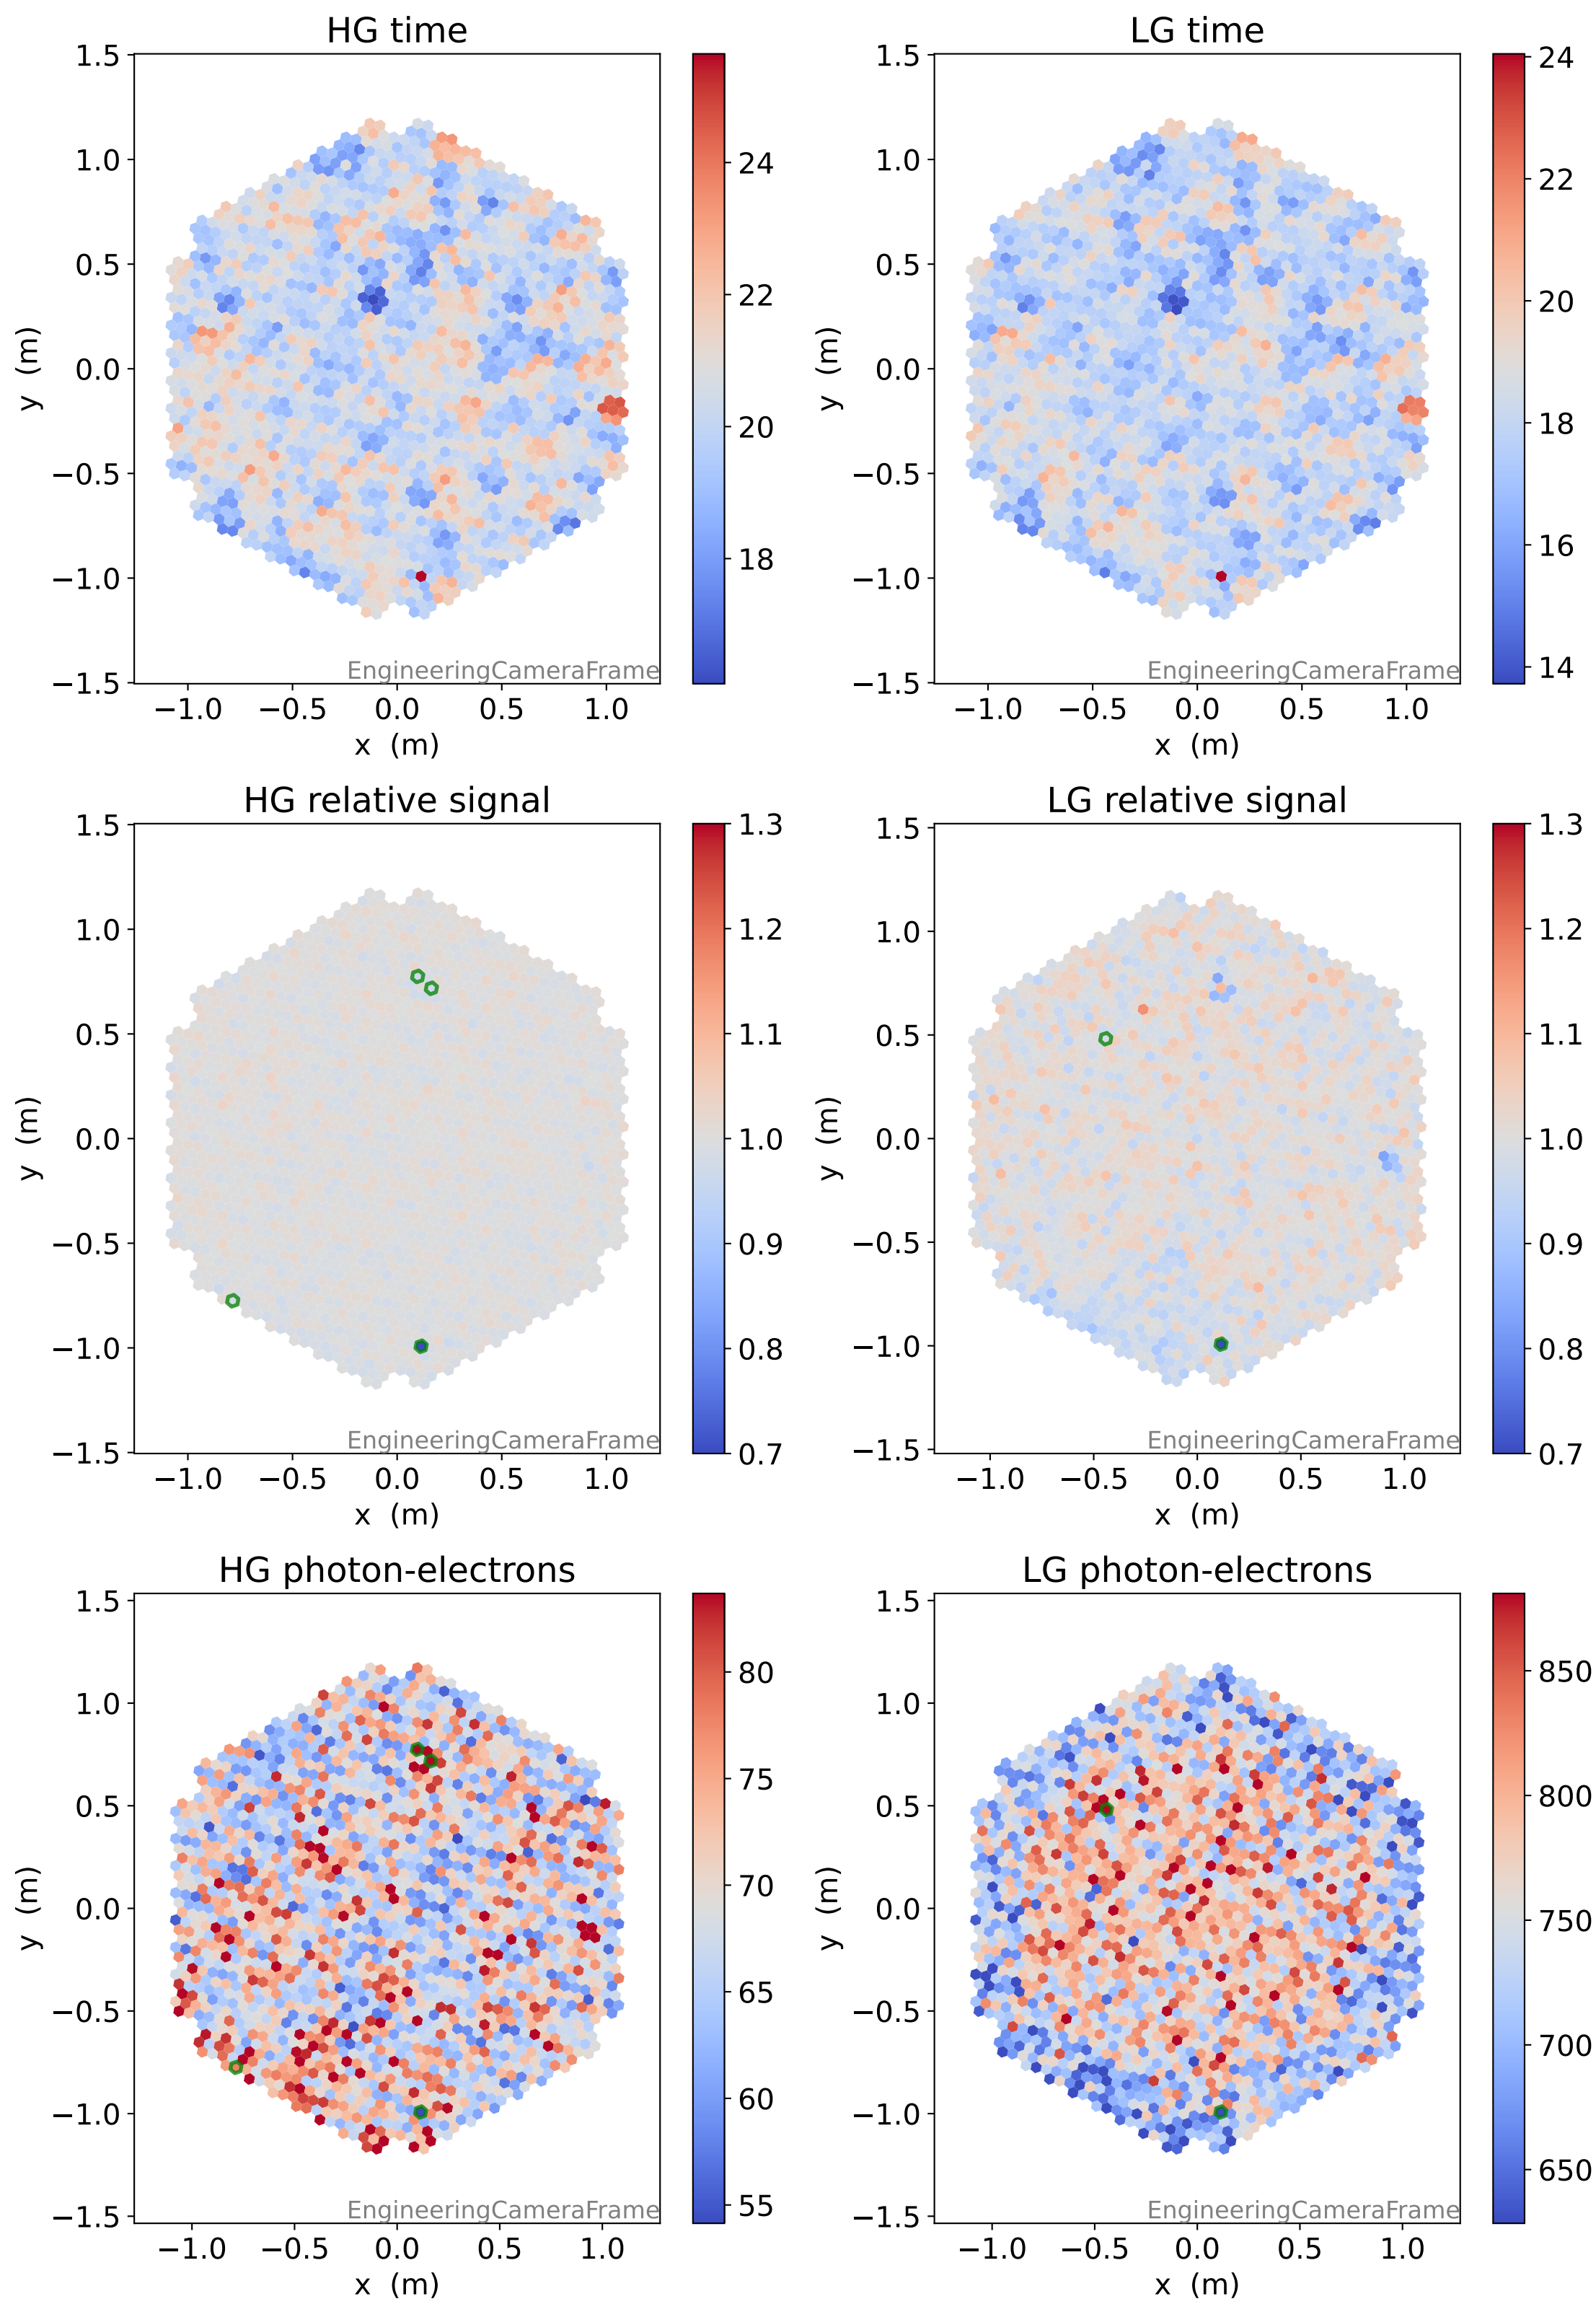 HG time
LG time
1.5
1.0
0.5
0.0
−0.5
−1.0
−1.5
y (m)
−1.0 −0.5 0.0 0.5 1.0
x (m)
EngineeringCameraFrame
24
22
20
18
1.5
1.0
0.5
0.0
−0.5
−1.0
−1.5
y (m)
−1.0 −0.5 0.0 0.5 1.0
x (m)
EngineeringCameraFrame
24
22
20
18
16
14
HG relative signal
LG relative signal
1.5
1.0
0.5
0.0
−0.5
−1.0
−1.5
y (m)
−1.0 −0.5 0.0 0.5 1.0
x (m)
EngineeringCameraFrame
1.3
1.2
1.1
1.0
0.9
0.8
0.7
1.5
1.0
0.5
0.0
−0.5
−1.0
−1.5
y (m)
−1.0 −0.5 0.0 0.5 1.0
x (m)
EngineeringCameraFrame
1.3
1.2
1.1
1.0
0.9
0.8
0.7
HG photon-electrons
LG photon-electrons
1.5
1.0
0.5
0.0
−0.5
−1.0
−1.5
y (m)
−1.0 −0.5 0.0 0.5 1.0
x (m)
EngineeringCameraFrame
80
75
70
65
60
55
1.5
1.0
0.5
0.0
−0.5
−1.0
−1.5
y (m)
−1.0 −0.5 0.0 0.5 1.0
x (m)
EngineeringCameraFrame
850
800
750
700
650